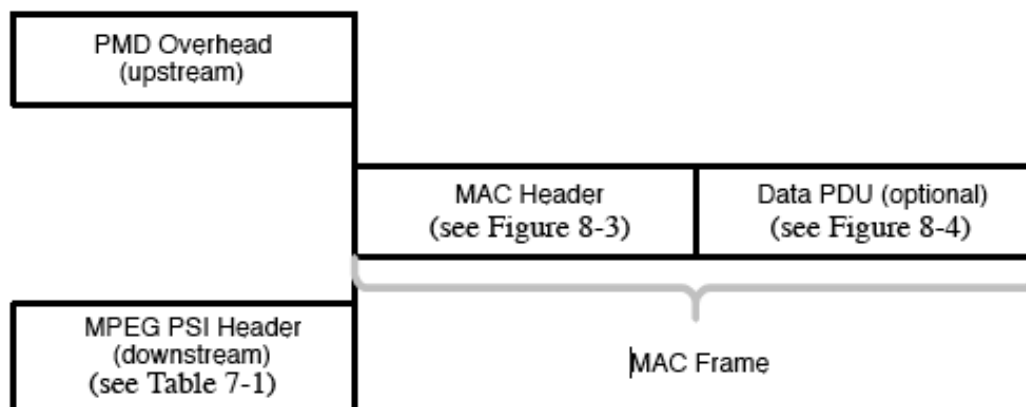 PMD Overhead
(upstream)
MAC Header
(see Figure 8-3)
Data PDU (optional)
(see Figure 8-4)
MPEG PSI Header
(downstream)
(see Table 7-1)
MAC Frame